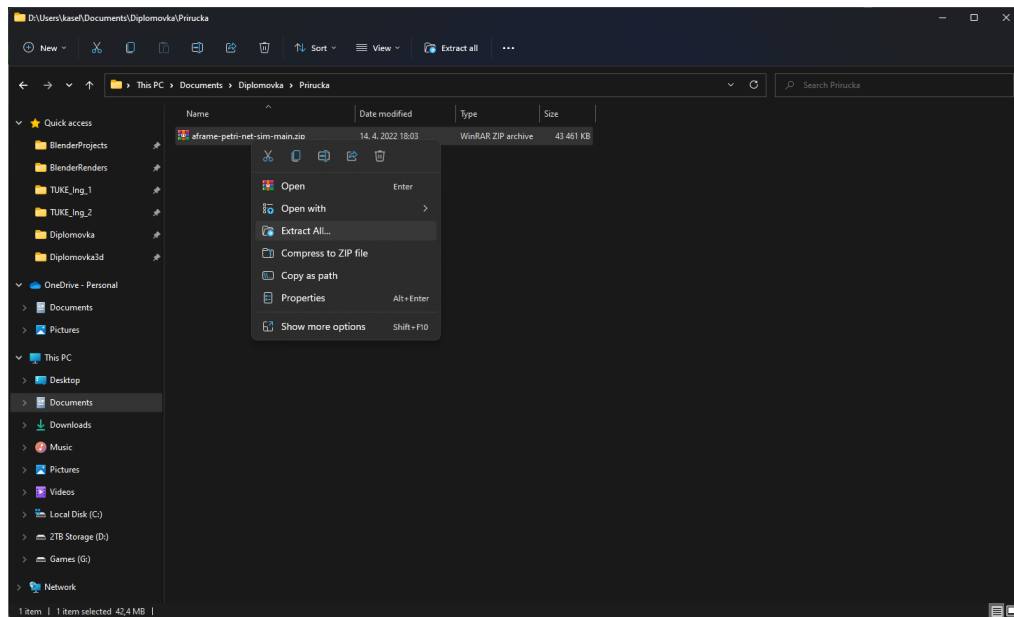 D:\Users\kasel\Documents\Diplomovka\Prirucka
New
Sort
View
Extract all
This PC > Documents > Diplomovka > Prirucka
Search Prirucka
Name
Date modified
Type
Size
Quick access
BlenderProjects
BlenderRenders
TUKE_Ing_1
TUKE_Ing_2
Diplomovka
Diplomovka3d
OneDrive - Personal
Documents
Pictures
This PC
Desktop
Documents
Downloads
Music
Pictures
Videos
Local Disk (C:)
2TB Storage (D:)
Games (G:)
Network
aframe-petri-net-sim-main.zip 14. 4. 2022 18:03 WinRAR ZIP archive 43 461 KB
Open Enter
Open with
Extract All...
Compress to ZIP file
Copy as path
Properties Alt+Enter
Show more options Shift+F10
1 item | 1 item selected 42,4 MB |